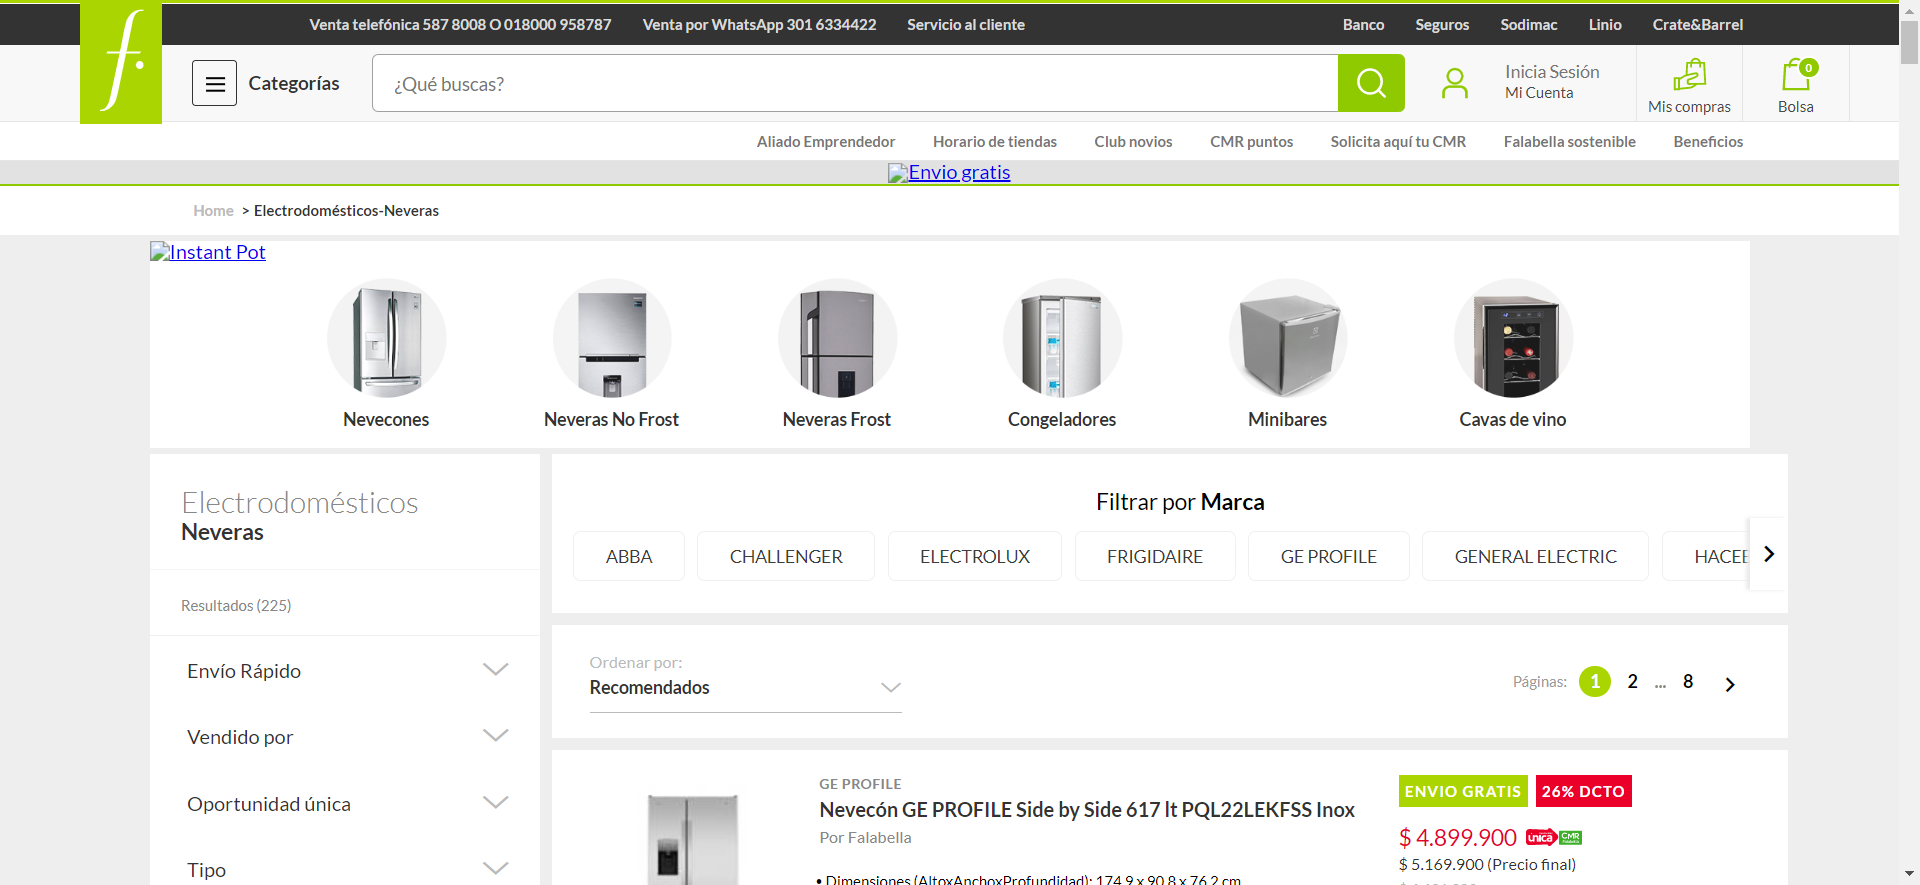 Venta telefónica 587 8008 O 018000 958787
Venta por WhatsApp 301 6334422
Servicio al cliente
Banco
Seguros
Sodimac
Linio
Crate&Barrel
f.
Categorías
¿Qué buscas?
Inicia Sesión
Mi Cuenta
Mis compras
0
Bolsa
Aliado Emprendedor
Horario de tiendas
Club novios
CMR puntos
Solicita aquí tu CMR
Falabella sostenible
Beneficios
Envio gratis
Home > Electrodomésticos-Neveras
Instant Pot
Nevecones
Neveras No Frost
Neveras Frost
Congeladores
Minibares
Cavas de vino
Electrodomésticos
Neveras
Resultados (225)
Envío Rápido
Vendido por
Oportunidad única
Tipo
Filtrar por Marca
ABBA
CHALLENGER
ELECTROLUX
FRIGIDAIRE
GE PROFILE
GENERAL ELECTRIC
HACEE
Ordenar por:
Recomendados
Páginas: 1 2 ... 8
GE PROFILE
Nevecón GE PROFILE Side by Side 617 lt PQL22LEKFSS Inox
Por Falabella
• Dimensiones (AltoxAnchoxProfundidad): 174.9 x 90.8 x 76.2 cm
ENVIO GRATIS
26% DCTO
$ 4.899.900 única CMR
$ 5.169.900 (Precio final)